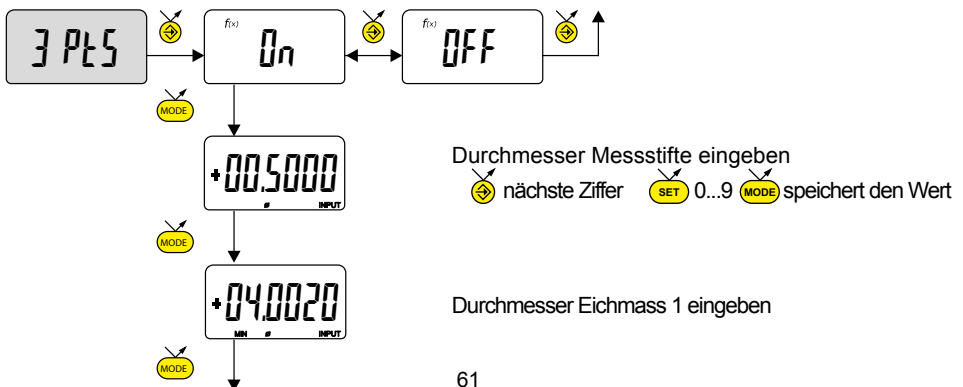 3 PtS
f(x)
On
f(x)
OFF
MODE
+00.5000
ø INPUT
Durchmesser Messstifte eingeben
nächste Ziffer SET 0...9 MODE speichert den Wert
MODE
+04.0020
MIN ø INPUT
Durchmesser Eichmass 1 eingeben
MODE
61